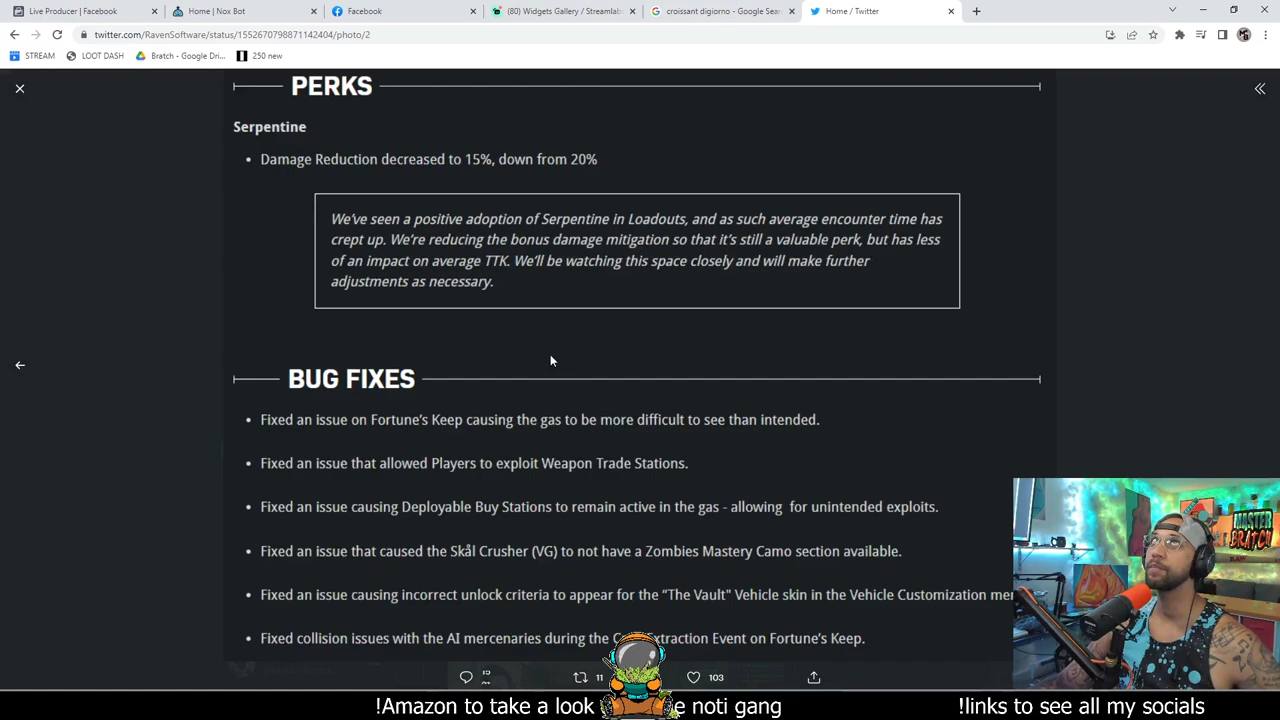 Live Producer | Facebook
Home | Nox Bot
Facebook
(80) Widgets Gallery / Streamlab
croissant digiorno - Google Sear
Home / Twitter
twitter.com/RavenSoftware/status/1552670798871142404/photo/2
STREAM
LOOT DASH
Bratch - Google Dri...
250 new
PERKS
Serpentine
• Damage Reduction decreased to 15%, down from 20%
We've seen a positive adoption of Serpentine in Loadouts, and as such average encounter time has
crept up. We're reducing the bonus damage mitigation so that it's still a valuable perk, but has less
of an impact on average TTK. We'll be watching this space closely and will make further
adjustments as necessary.
BUG FIXES
• Fixed an issue on Fortune's Keep causing the gas to be more difficult to see than intended.
• Fixed an issue that allowed Players to exploit Weapon Trade Stations.
• Fixed an issue causing Deployable Buy Stations to remain active in the gas - allowing for unintended exploits.
• Fixed an issue that caused the Skål Crusher (VG) to not have a Zombies Mastery Camo section available.
• Fixed an issue causing incorrect unlock criteria to appear for the “The Vault" Vehicle skin in the Vehicle Customization me
• Fixed collision issues with the AI mercenaries during the Extraction Event on Fortune's Keep.
MASTER
BRATCH
11
103
!Amazon to take a look noti gang
!links to see all my socials